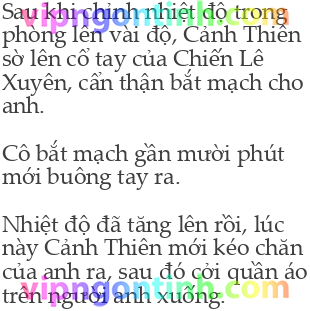 Sau khi chỉnh nhiệt độ trong
phòng lên vài độ, Cảnh Thiên
sờ lên cổ tay của Chiến Lê
Xuyên, cẩn thận bắt mạch cho
anh.
Cô bắt mạch gần mười phút
mới buông tay ra.
Nhiệt độ đã tăng lên rồi, lúc
này Cảnh Thiên mới kéo chăn
của anh ra, sau đó cởi quần áo
trên người anh xuống.
vipngontinh.com
vipngontinh.com